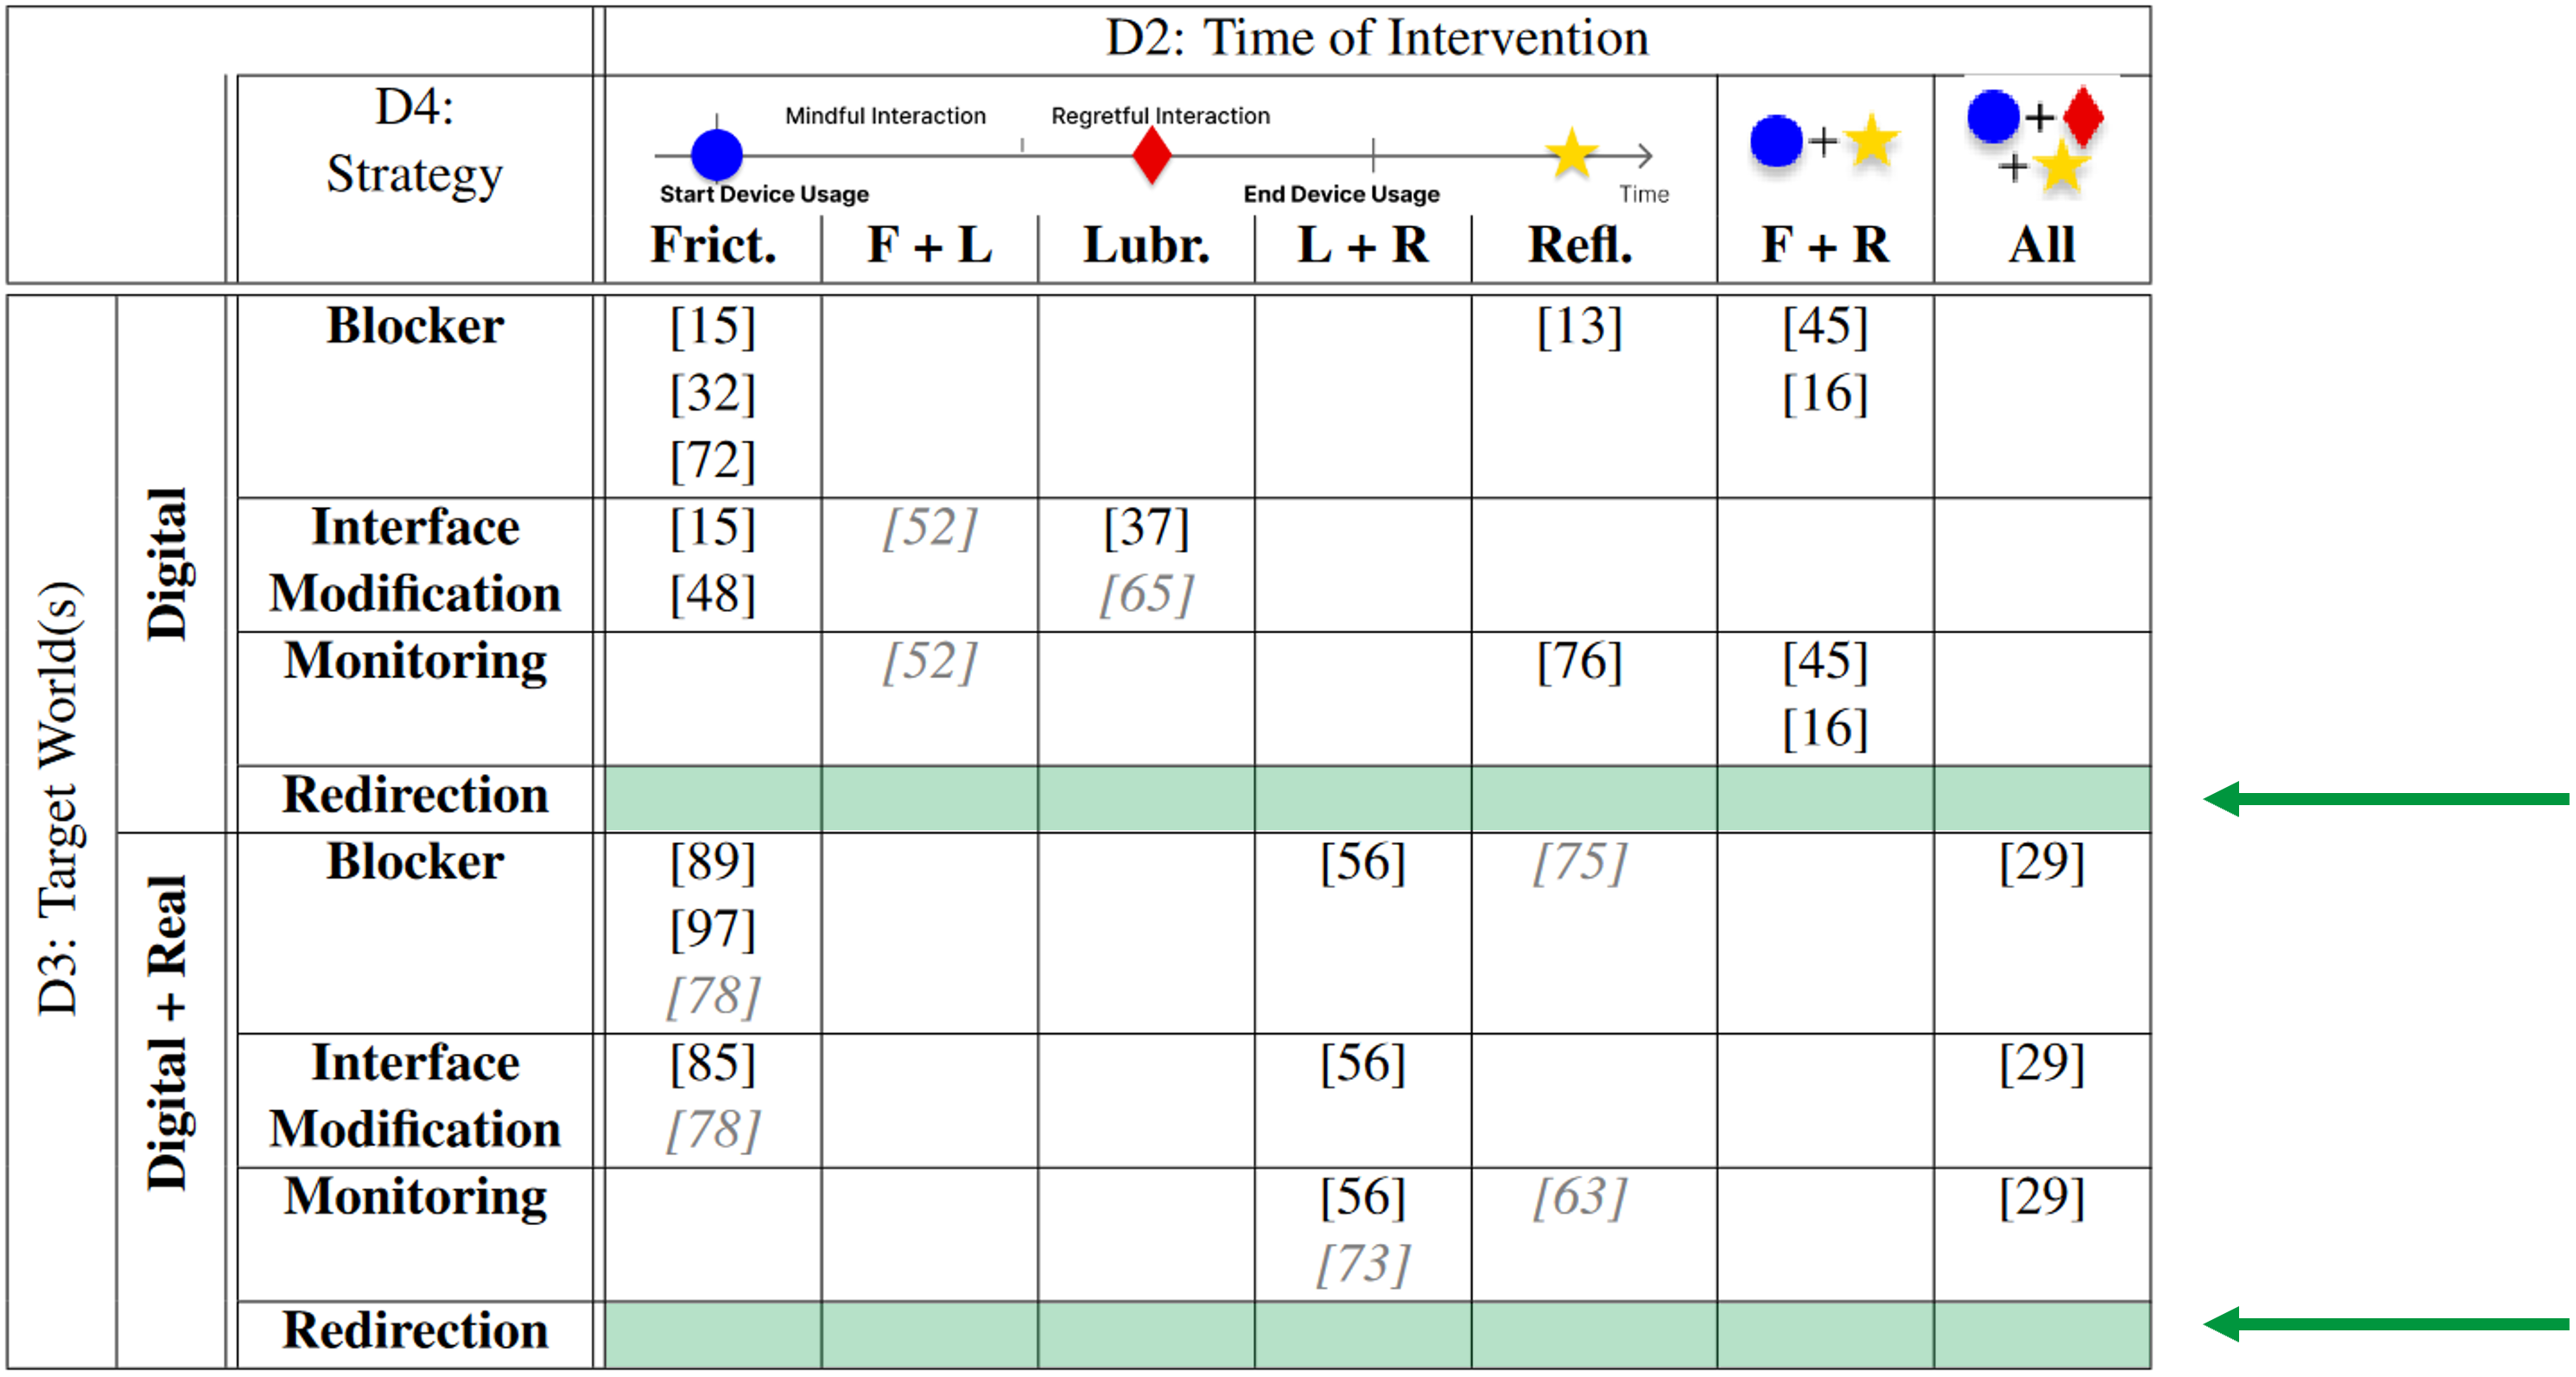 D2: Time of Intervention
D4:
Strategy
Mindful Interaction Regretful Interaction
Start Device Usage End Device Usage Time
+
+
+
Frict. F + L Lubr. L + R Refl. F + R All
D3: Target World(s)
Digital
Blocker [15] [13] [45]
[32] [16]
[72]
Interface [15] [52] [37]
Modification [48] [65]
Monitoring [52] [76] [45]
[16]
Redirection
Digital + Real
Blocker [89] [56] [75] [29]
[97]
[78]
Interface [85] [56] [29]
Modification [78]
Monitoring [56] [63] [29]
[73]
Redirection